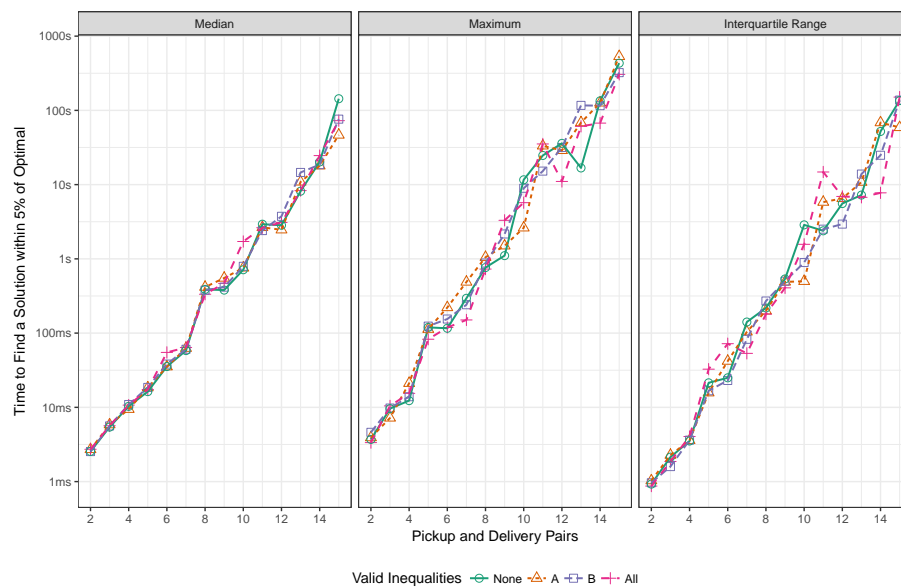 Median Maximum Interquartile Range
Time to Find a Solution within 5% of Optimal
1000s
100s
10s
1s
100ms
10ms
1ms
2 4 6 8 10 12 14 2 4 6 8 10 12 14 2 4 6 8 10 12 14
Pickup and Delivery Pairs
Valid Inequalities None A B All